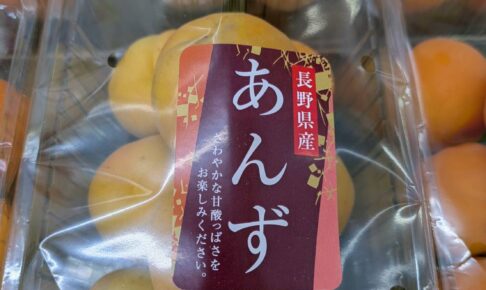 長野県産
あんず
さわやかな甘酸っぱさを
お楽しみください。